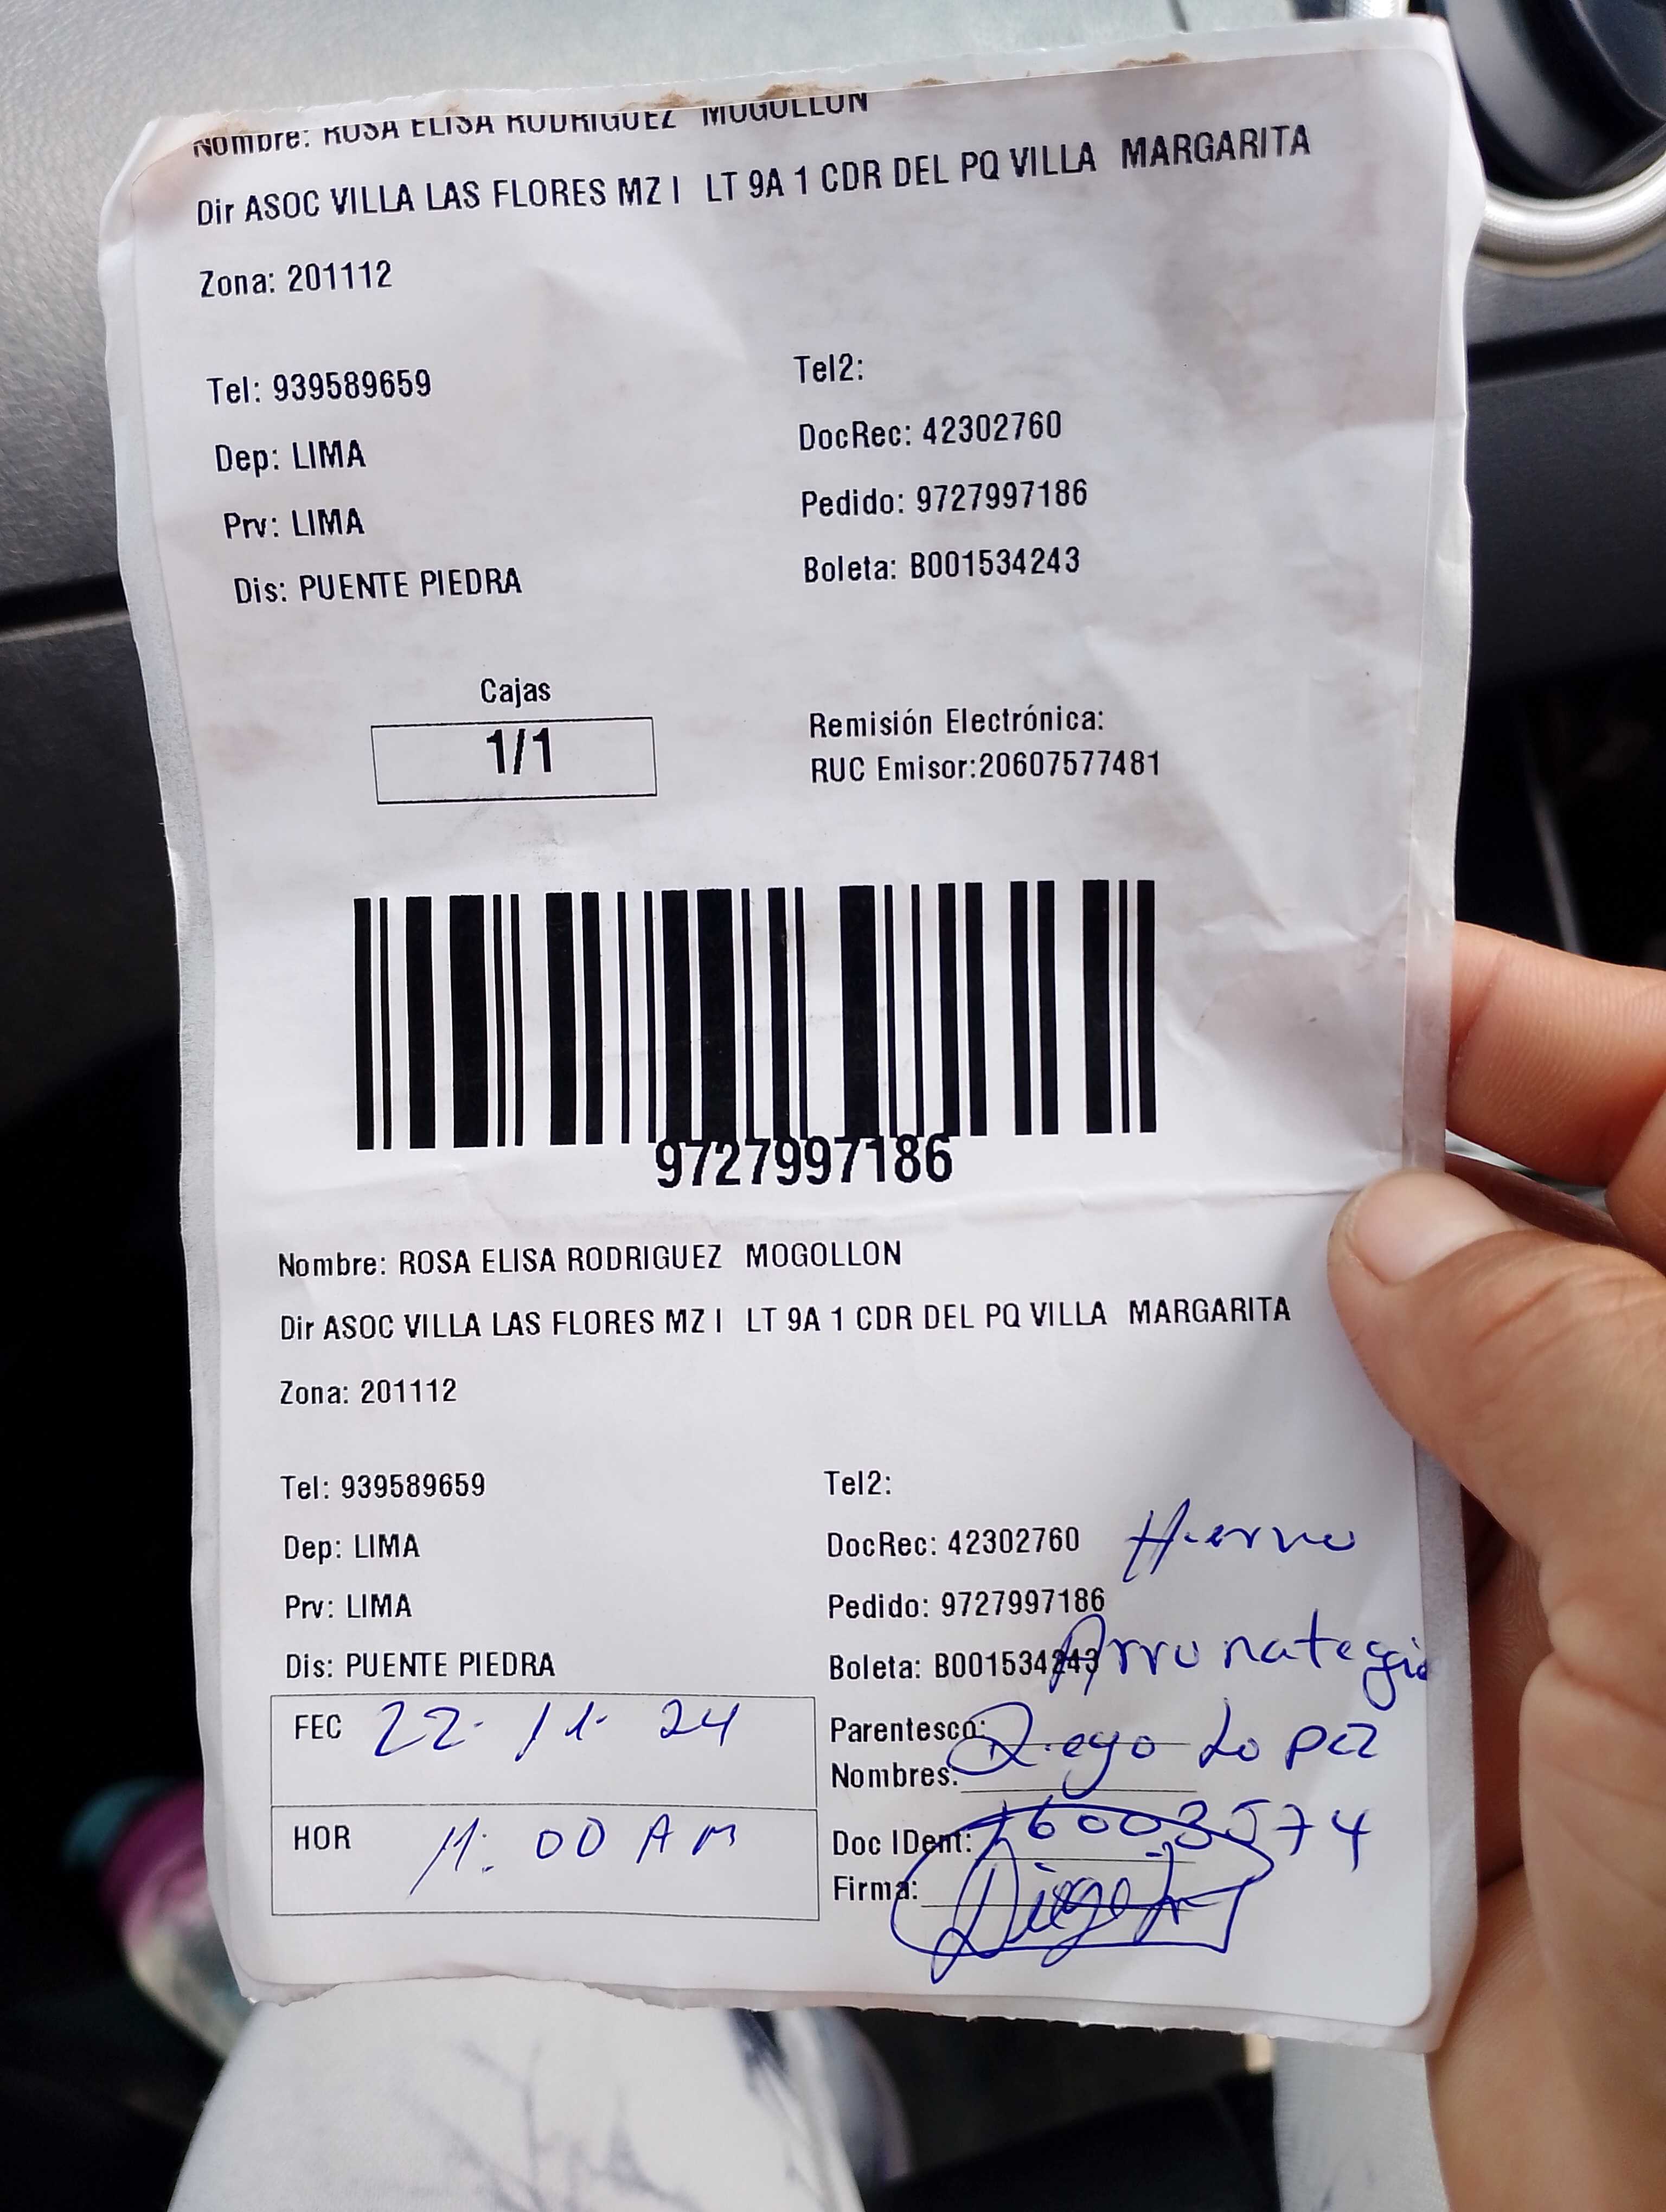 Nombre: ROSA ELISA RODRIGUEZ MOGOLLON
Dir ASOC VILLA LAS FLORES MZ I LT 9A 1 CDR DEL PQ VILLA MARGARITA
Zona: 201112
Tel: 939589659
Tel2:
Dep: LIMA
DocRec: 42302760
Prv: LIMA
Pedido: 9727997186
Dis: PUENTE PIEDRA
Boleta: B001534243
Cajas
1/1
Remisión Electrónica:
RUC Emisor:20607577481
9727997186
Nombre: ROSA ELISA RODRIGUEZ MOGOLLON
Dir ASOC VILLA LAS FLORES MZ I LT 9A 1 CDR DEL PQ VILLA MARGARITA
Zona: 201112
Tel: 939589659
Tel2:
Dep: LIMA
DocRec: 42302760
Prv: LIMA
Pedido: 9727997186
Dis: PUENTE PIEDRA
Boleta: B001534243
FEC 22. 11. 24
Parentesco:
Diego Lopez
Nombres:
HOR 11: 00 AM
Doc IDent:
Firma: Diego